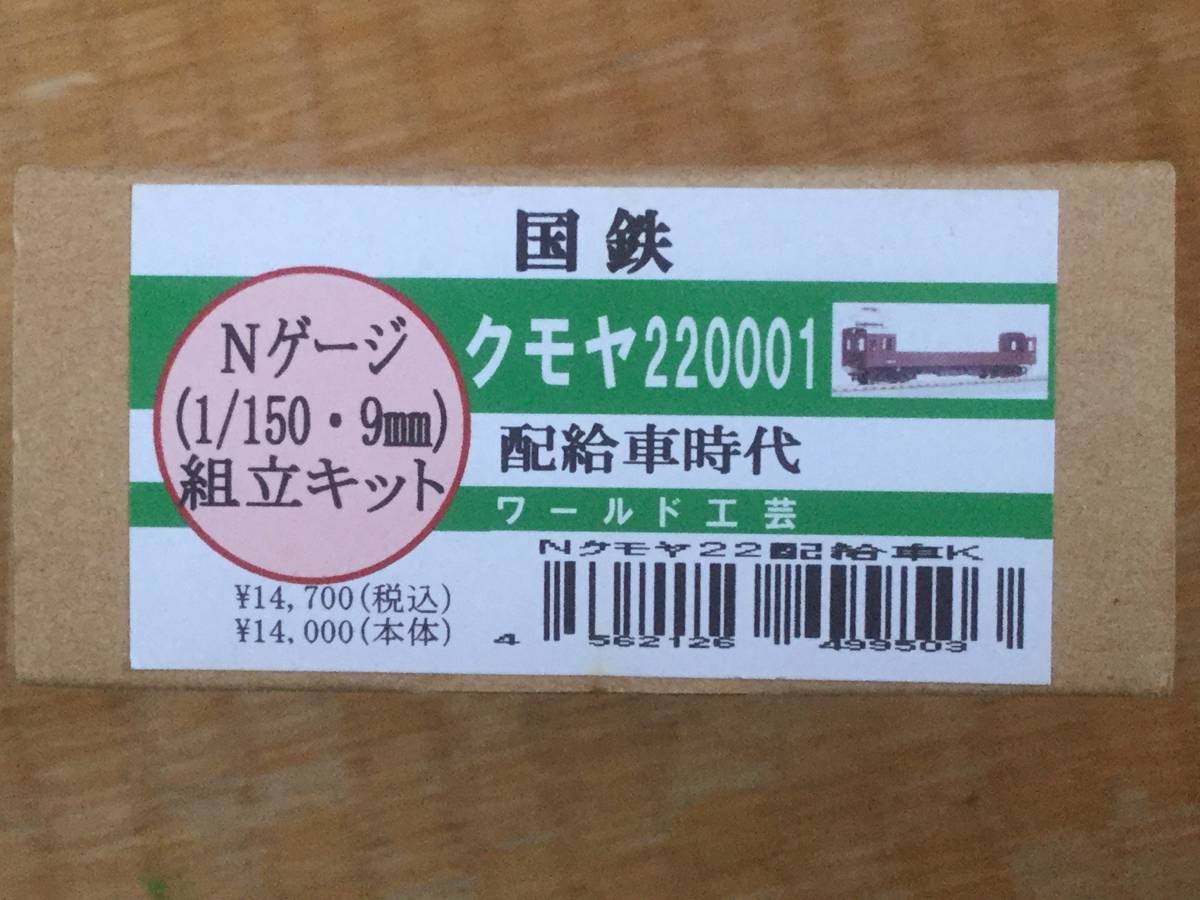 国鉄
Nゲージ
(1/150・9mm)
組立キット
クモヤ220001
配給車時代
ワールド工芸
Nクモヤ22配給車K
¥14,700(税込)
¥14,000(本体)
4 562126 499503